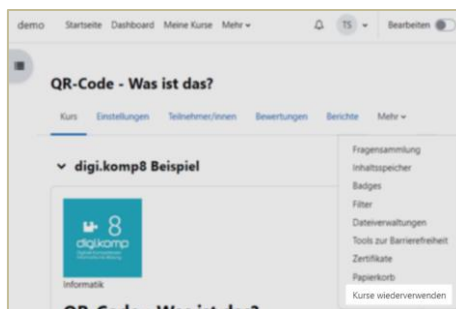 demo Startseite Dashboard Meine Kurse Mehr TS Bearbeiten
QR-Code - Was ist das?
Kurs Einstellungen Teilnehmer/innen Bewertungen Berichte Mehr
digi.komp8 Beispiel
8
digi.komp
Informatik
QR-Code - Was ist das?
Fragensammlung
Inhaltsspeicher
Badges
Filter
Dateiverwaltungen
Tools zur Barrierefreiheit
Zertifikate
Papierkorb
Kurse wiederverwenden